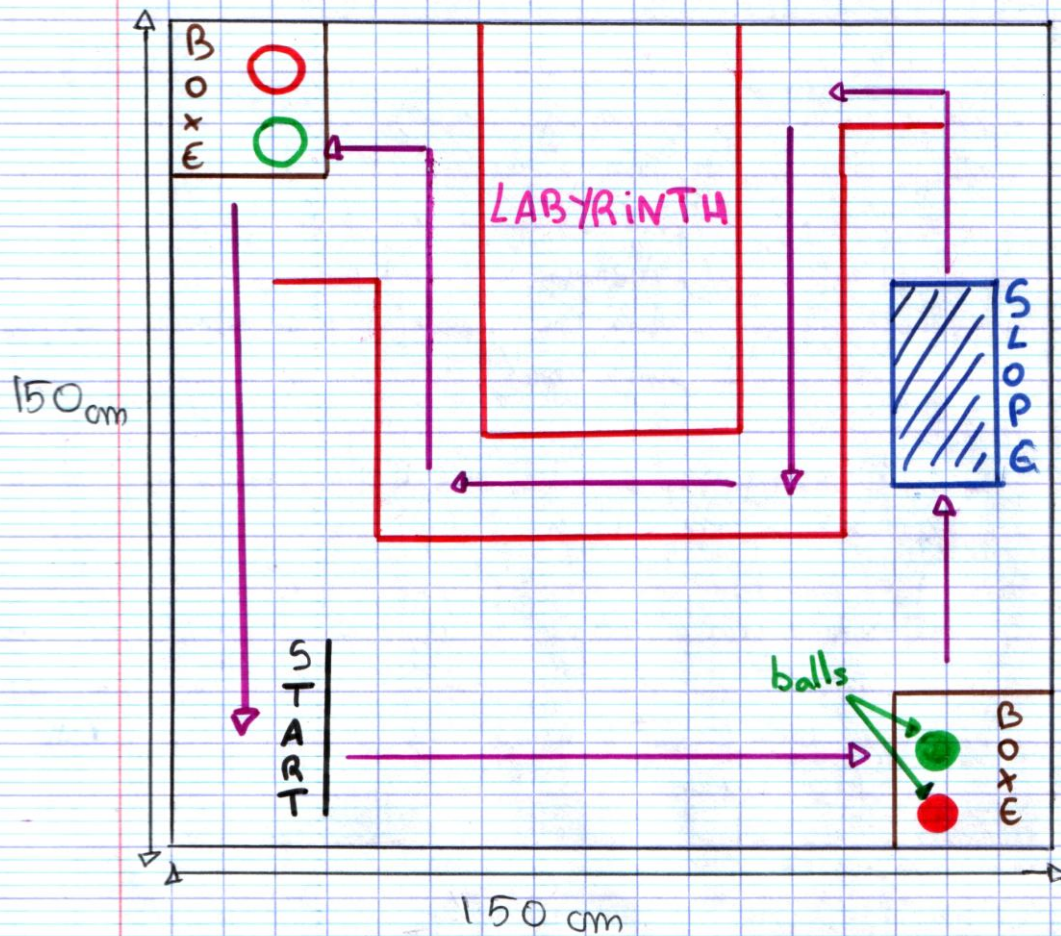 BOXE
LABYRiNTH
SLOPE
150cm
START
balls
BOXE
150 cm